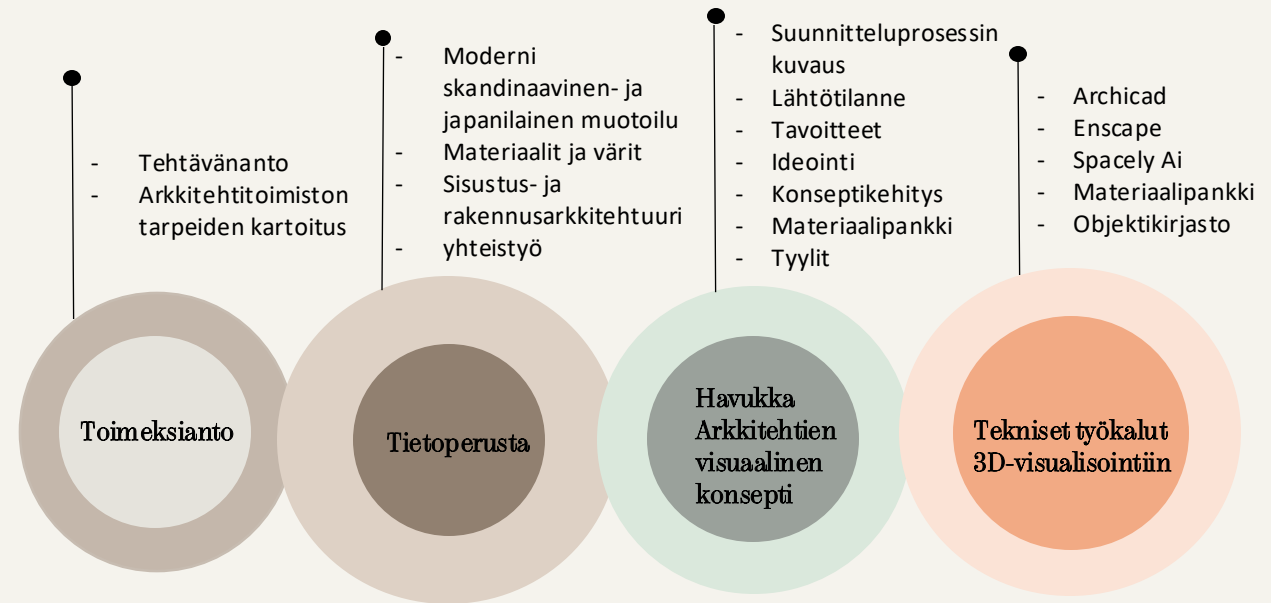 - Tehtävänanto
- Arkkitehtitoimiston
tarpeiden kartoitus
Toimeksianto
- Moderni
skandinaavinen- ja
japanilainen muotoilu
- Materiaalit ja värit
- Sisustus- ja
rakennusarkkitehtuuri
- yhteistyö
Tietoperusta
- Suunnitteluprosessin
kuvaus
- Lähtötilanne
- Tavoitteet
- Ideointi
- Konseptikehitys
- Materiaalipankki
- Tyylit
Havukka
Arkkitehtien
visuaalinen
konsepti
- Archicad
- Enscape
- Spacely Ai
- Materiaalipankki
- Objektikirjasto
Tekniset työkalut
3D-visualisointiin